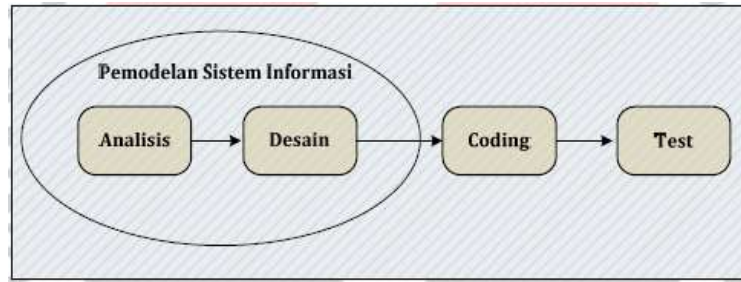 Pemodelan Sistem Informasi
Analisis
Desain
Coding
Test